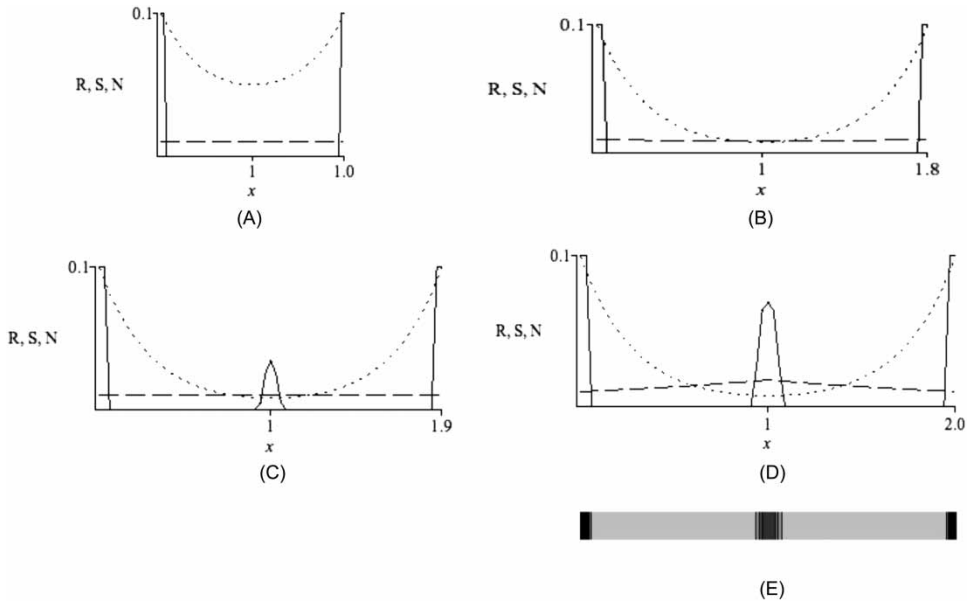 0.1
R, S, N
1
1.0
x
(A)
0.1
R, S, N
1
1.8
x
(B)
0.1
R, S, N
1
1.9
x
(C)
0.1
R, S, N
1
2.0
x
(D)
(E)